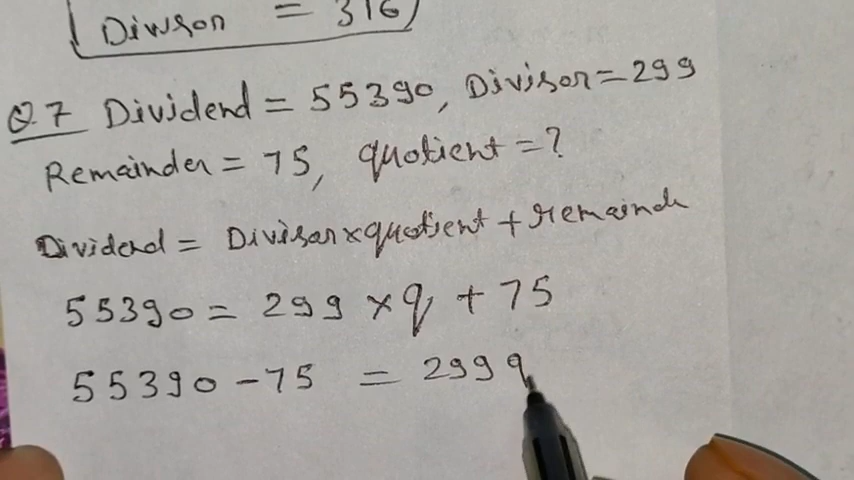 Divison = 316
Q.7 Dividend = 55390, Divisor = 299
Remainder = 75, quotient = ?
Dividend = Divisor × quotient + remainde
55390 = 299 × q + 75
55390 - 75 = 299 q